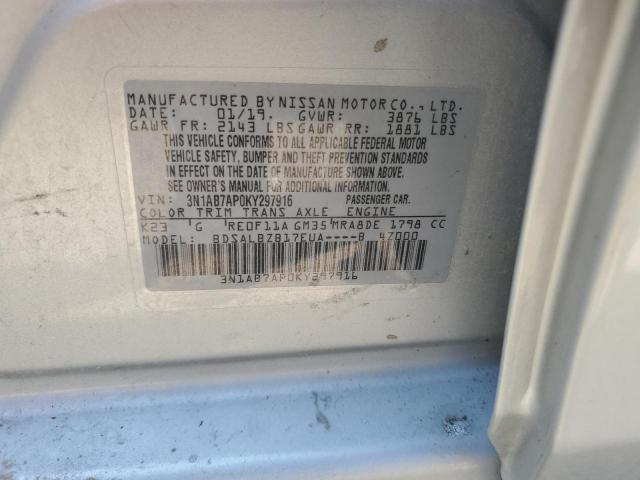 MANUFACTURED BY NISSAN MOTOR CO., LTD.
DATE: 01/19. GVWR: 3876 LBS
GAWR FR: 2143 LBS GAWR RR: 1881 LBS
THIS VEHICLE CONFORMS TO ALL APPLICABLE FEDERAL MOTOR
VEHICLE SAFETY, BUMPER AND THEFT PREVENTION STANDARDS
IN EFFECT ON THE DATE OF MANUFACTURE SHOWN ABOVE.
SEE OWNER'S MANUAL FOR ADDITIONAL INFORMATION.
VIN: 3N1AB7AP0KY297916 PASSENGER CAR.
COLOR TRIM TRANS AXLE ENGINE
K23 G RE0F11A GM35 MRA8DE 1798 CC
MODEL: BDSALBZB17EUA----B 47000
3N1AB7AP0KY297916